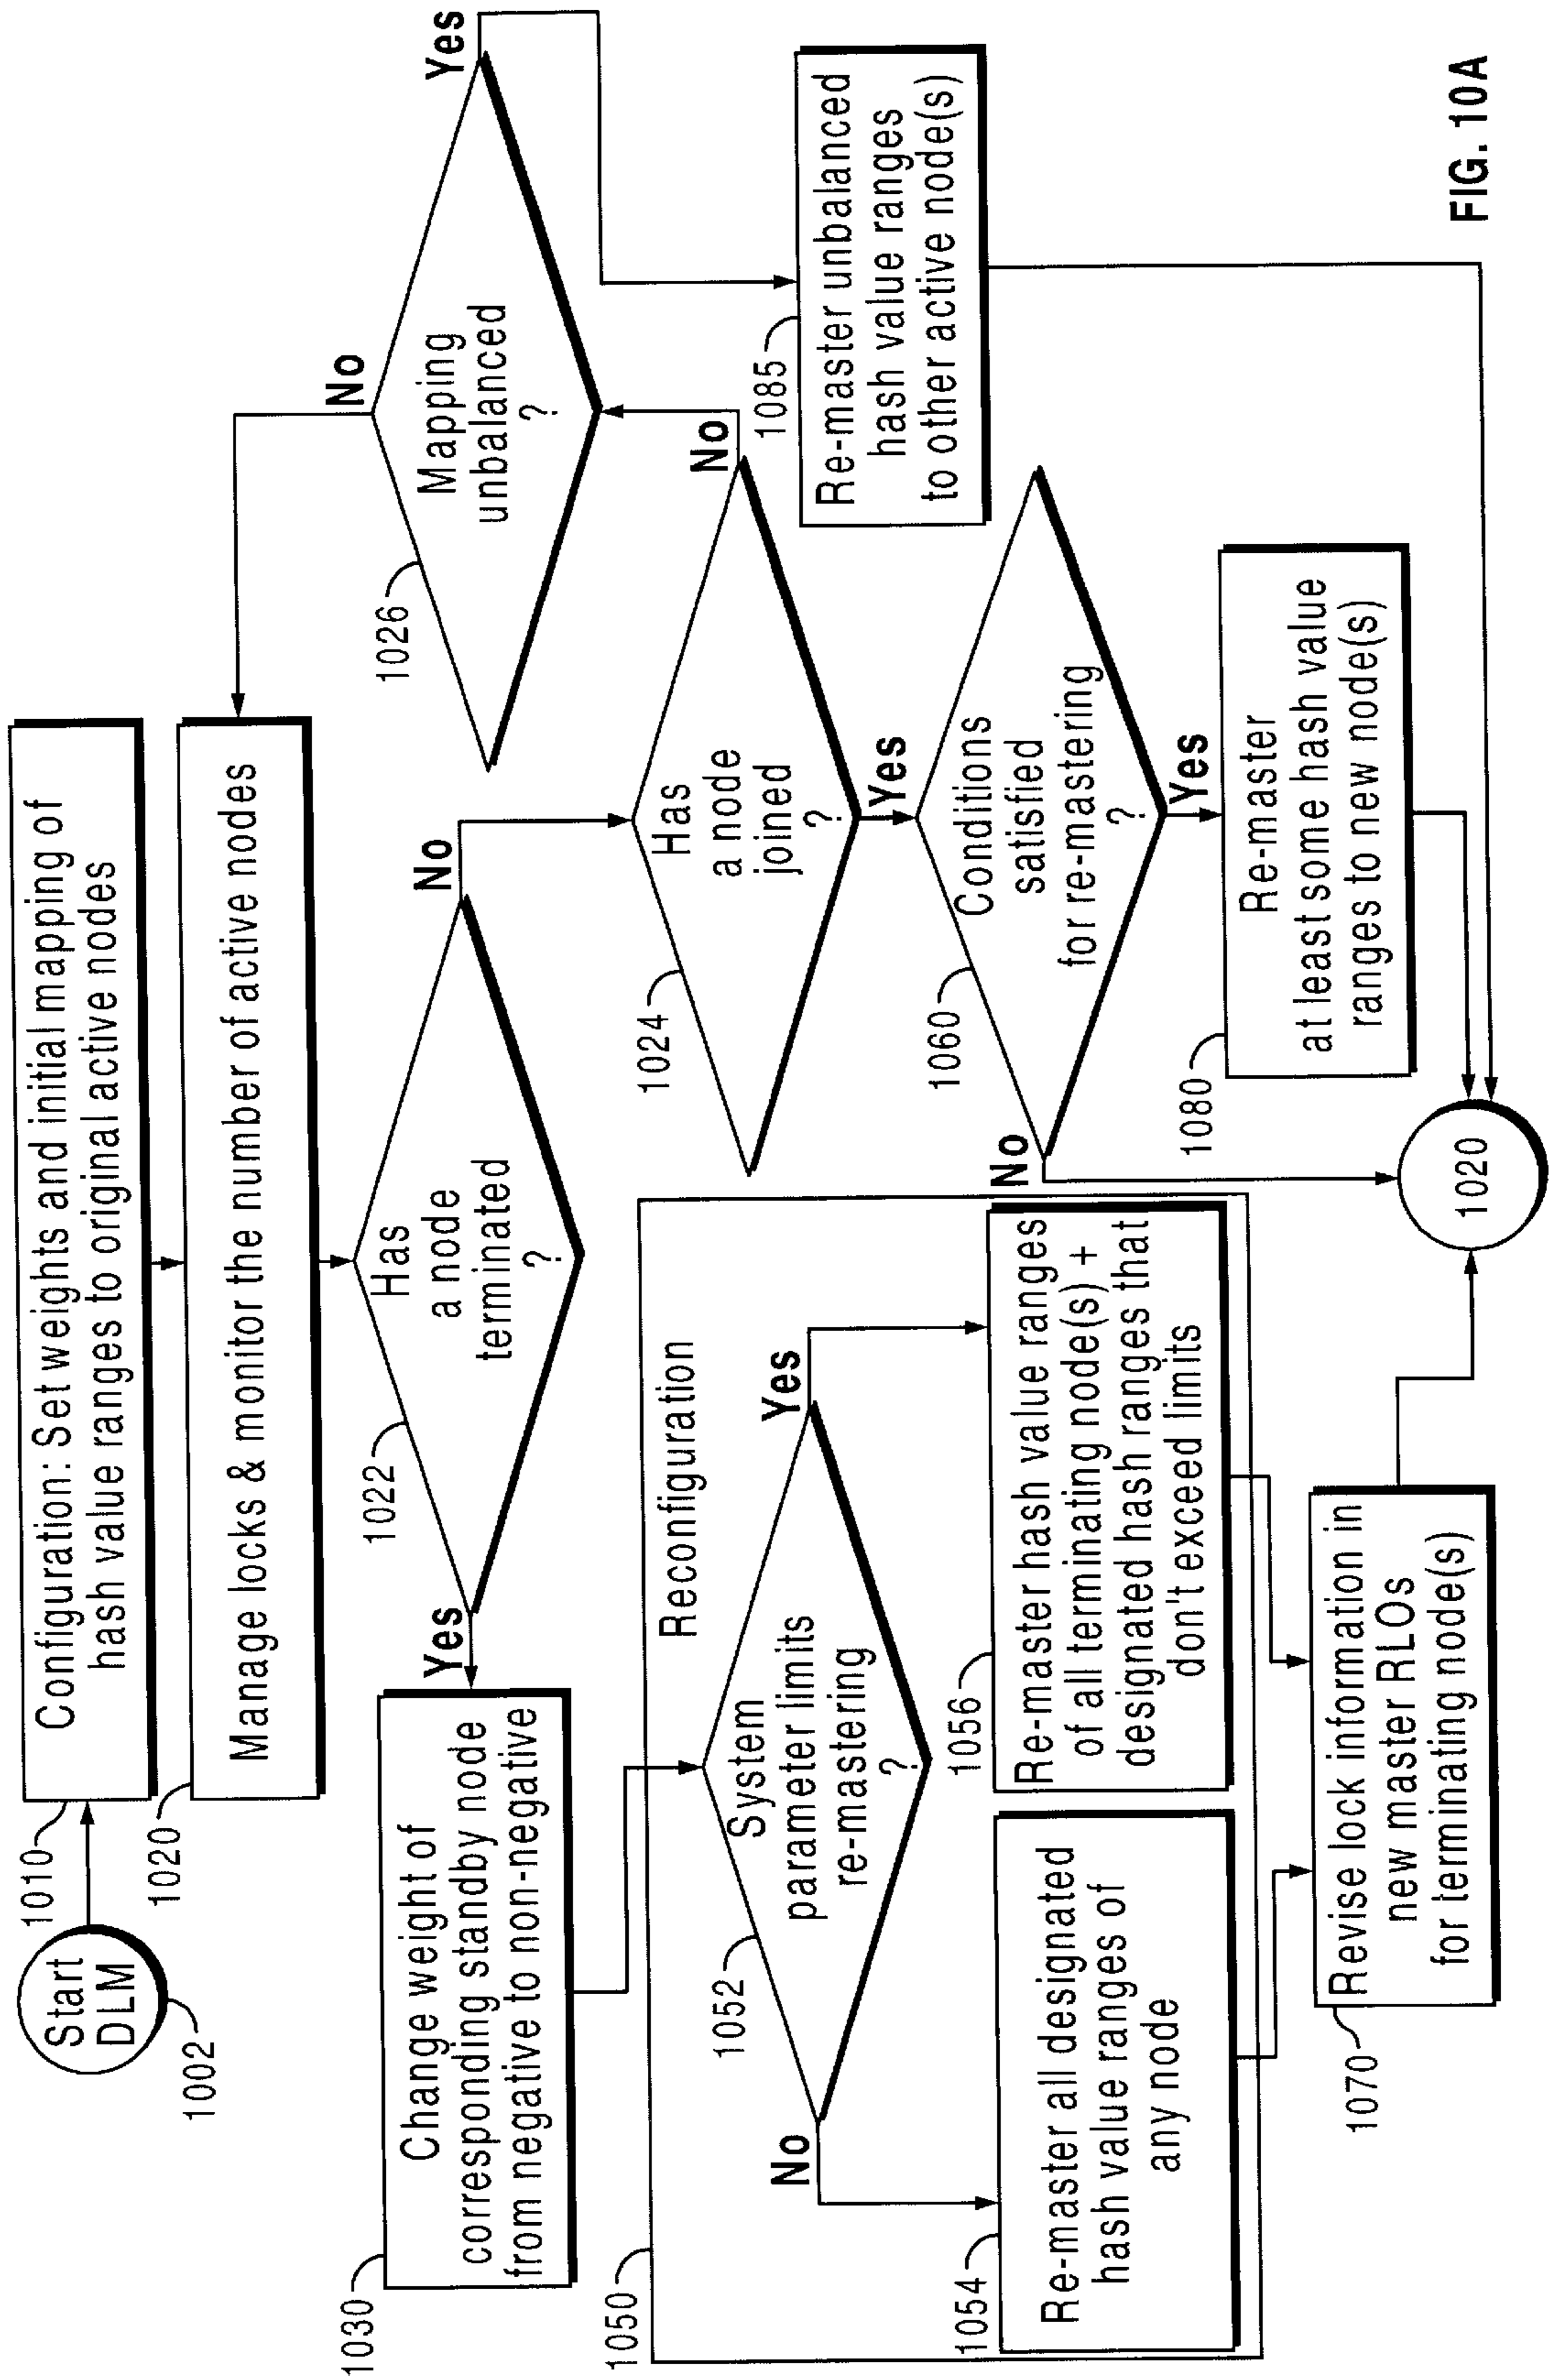 Start
DLM
1002
1010
Configuration: Set weights and initial mapping of
hash value ranges to original active nodes
1020
Manage locks & monitor the number of active nodes
1022
Has
a node
terminated
?
Yes
No
1030
Change weight of
corresponding standby node
from negative to non-negative
1024
Has
a node
joined
?
No
Yes
1026
Mapping
unbalanced
?
No
Yes
1050
Reconfiguration
1052
System
parameter limits
re-mastering
?
No
Yes
1054
Re-master all designated
hash value ranges of
any node
1056
Re-master hash value ranges
of all terminating node(s) +
designated hash ranges that
don't exceed limits
1060
Conditions
satisfied
for re-mastering
?
No
Yes
1085
Re-master unbalanced
hash value ranges
to other active node(s)
1070
Revise lock information in
new master RLOs
for terminating node(s)
1080
Re-master
at least some hash value
ranges to new node(s)
1020
FIG. 10A